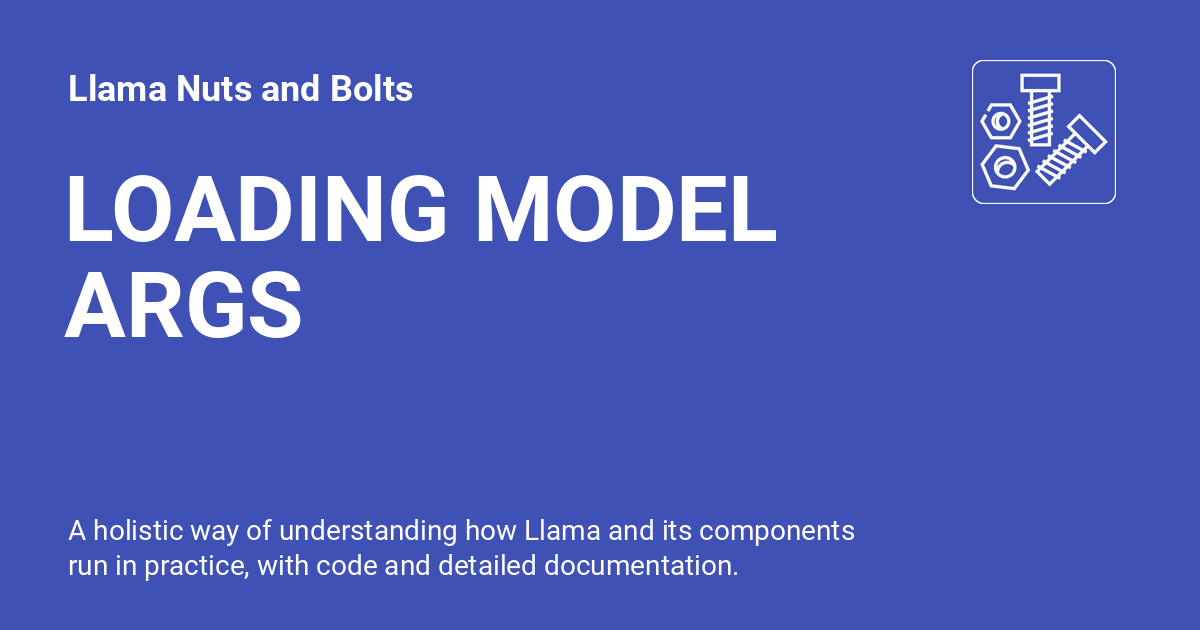 Llama Nuts and Bolts
LOADING MODEL
ARGS
A holistic way of understanding how Llama and its components
run in practice, with code and detailed documentation.